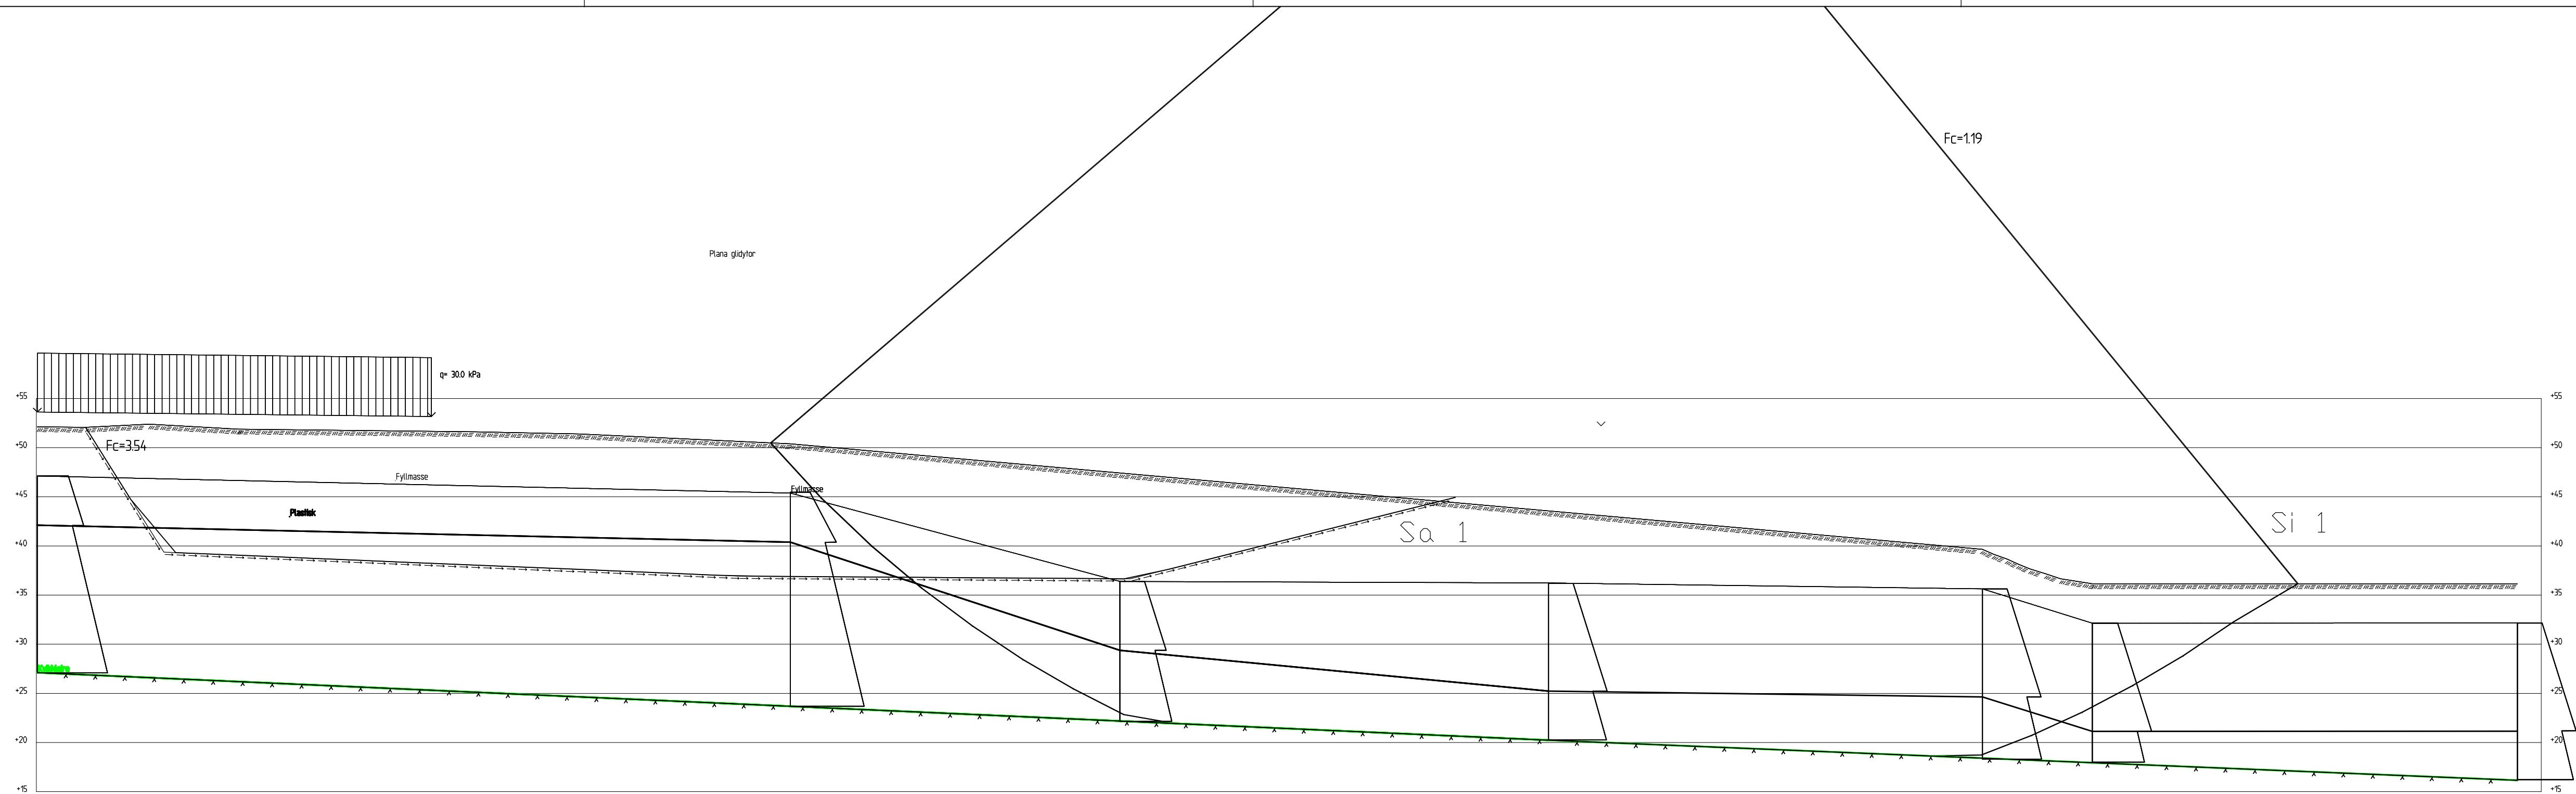 Fc=1.19
Plana glidytor
q= 30.0 kPa
+55 +55
+50 Fc=3.54 +50
Fyllmasse
+45 Fyllmasse +45
Sa 1 Si 1
+40 +40
+35 +35
+30 +30
+25 +25
+20 +20
+15 +15